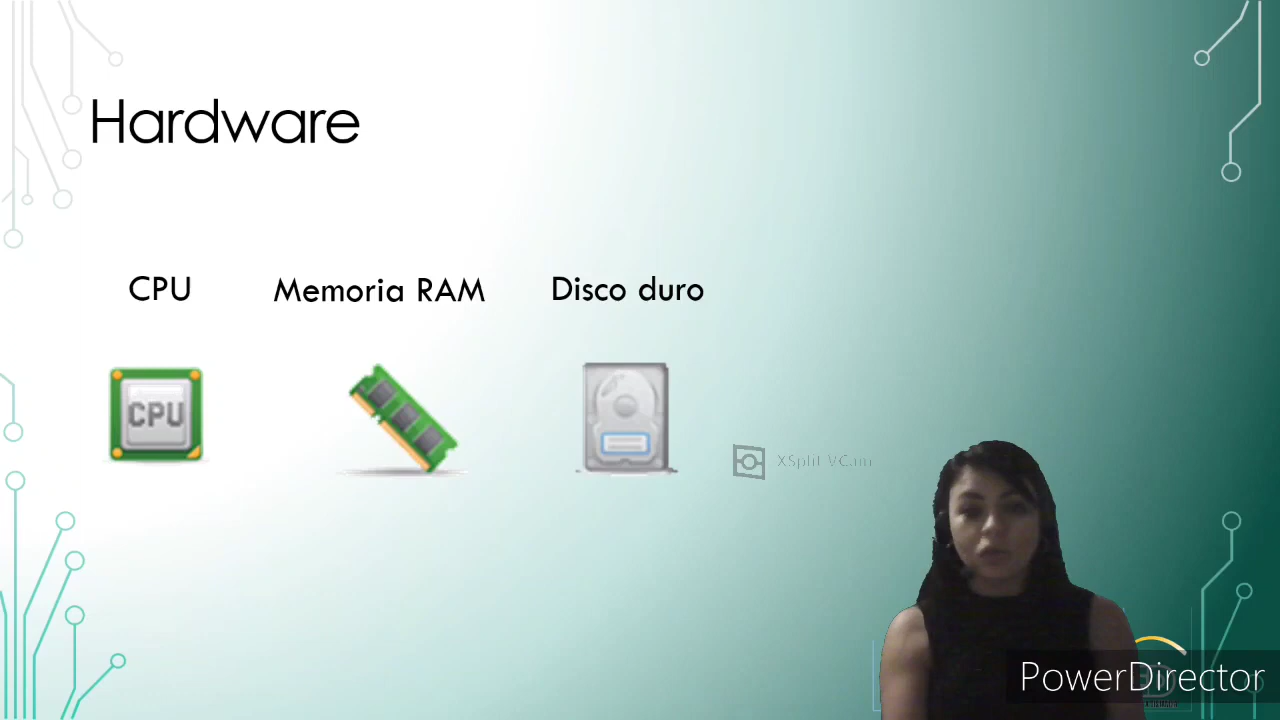 Hardware
CPU
Memoria RAM
Disco duro
CPU
XSplit VCam
PowerDirector